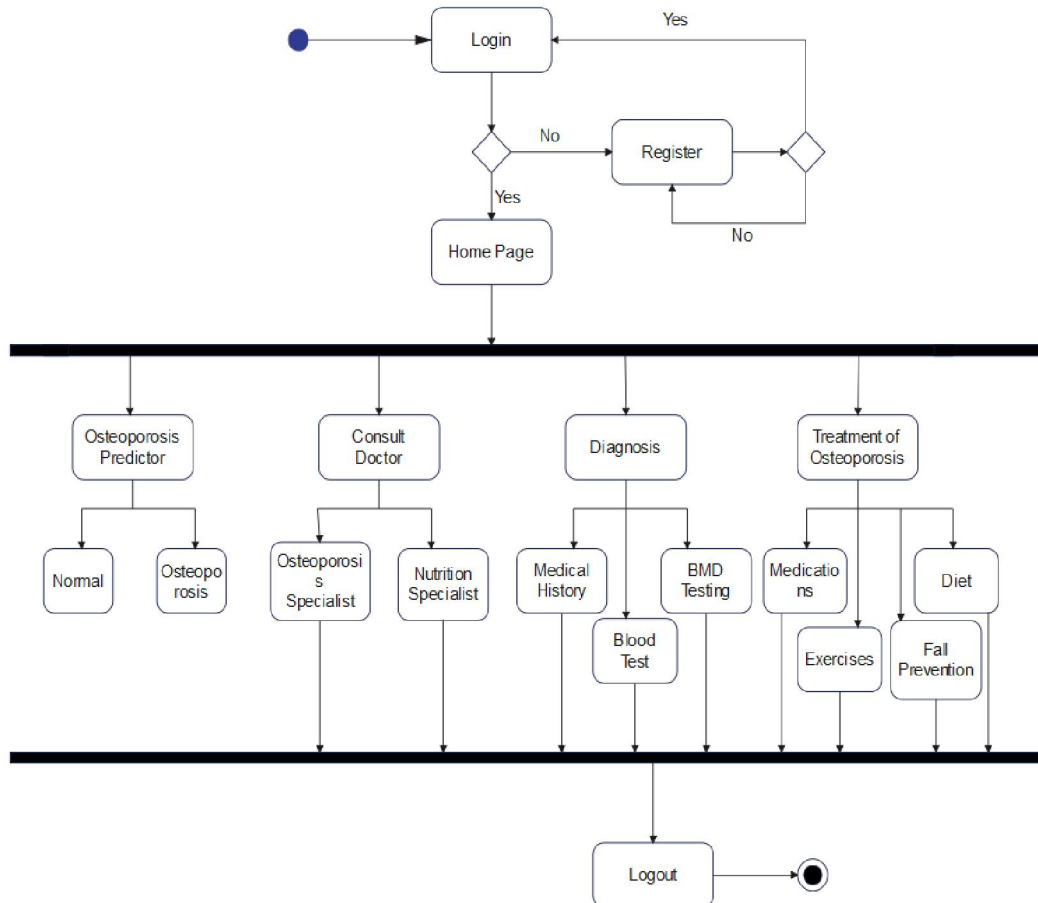 Yes
Login
No
Register
Yes
No
Home Page
Osteoporosis
Predictor
Consult
Doctor
Diagnosis
Treatment of
Osteoporosis
Normal
Osteopo
rosis
Osteoporosi
s
Specialist
Nutrition
Specialist
Medical
History
Blood
Test
BMD
Testing
Medicatio
ns
Exercises
Fall
Prevention
Diet
Logout